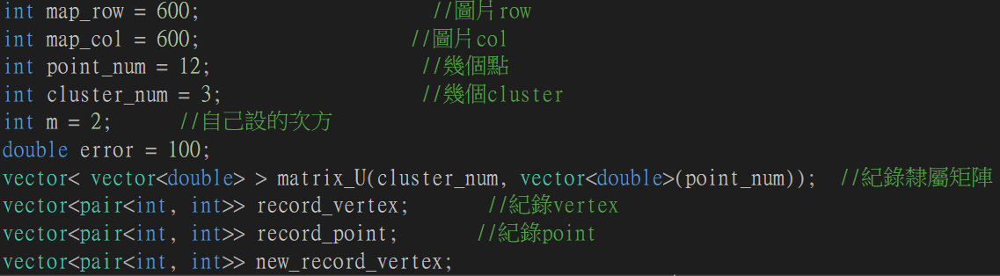 int map_row = 600; //圖片row
int map_col = 600; //圖片col
int point_num = 12; //幾個點
int cluster_num = 3; //幾個cluster
int m = 2; //自己設的次方
double error = 100;
vector< vector<double> > matrix_U(cluster_num, vector<double>(point_num)); //紀錄隸屬矩陣
vector<pair<int, int>> record_vertex; //紀錄vertex
vector<pair<int, int>> record_point; //紀錄point
vector<pair<int, int>> new_record_vertex;